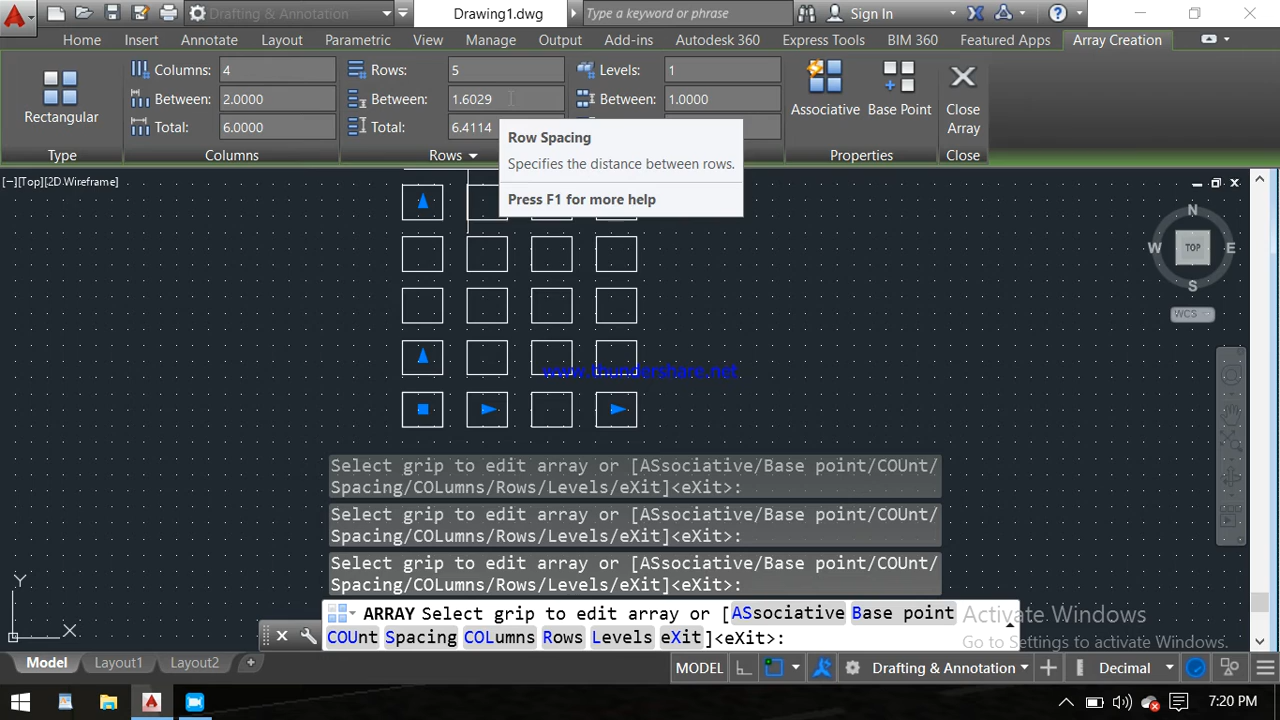 Drafting & Annotation
Drawing1.dwg
Type a keyword or phrase
Sign In
Home Insert Annotate Layout Parametric View Manage Output Add-ins Autodesk 360 Express Tools BIM 360 Featured Apps Array Creation
Rectangular
Type
Columns: 4
Between: 2.0000
Total: 6.0000
Columns
Rows: 5
Between: 1.6029
Total: 6.4114
Rows
Levels: 1
Between: 1.0000
Associative
Base Point
Properties
Close
Array
Close
Row Spacing
Specifies the distance between rows.
Press F1 for more help
[−][Top][2D Wireframe]
N
W TOP E
S
WCS
www.thundershare.net
Select grip to edit array or [ASsociative/Base point/COUnt/
Spacing/COLumns/Rows/Levels/eXit]<eXit>:
Select grip to edit array or [ASsociative/Base point/COUnt/
Spacing/COLumns/Rows/Levels/eXit]<eXit>:
Select grip to edit array or [ASsociative/Base point/COUnt/
Spacing/COLumns/Rows/Levels/eXit]<eXit>:
ARRAY Select grip to edit array or [ASsociative Base point
COUnt Spacing COLumns Rows Levels eXit]<eXit>:
Activate Windows
Go to Settings to activate Windows.
Y
X
Model Layout1 Layout2
MODEL
Drafting & Annotation
Decimal
7:20 PM